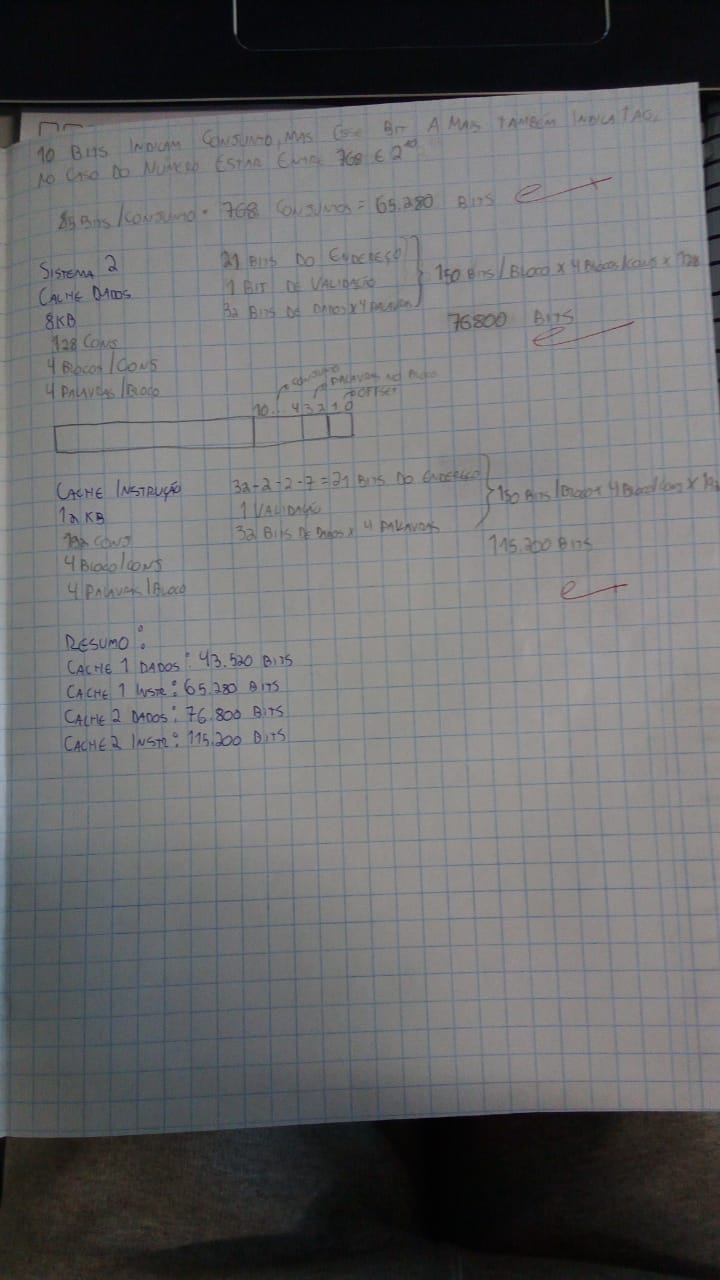 10 BITS INDICAM CONJUNTO, MAS ESSE BIT A MAIS TAMBÉM INDICA TAG,
NO CASO DO NÚMERO ESTAR ENTRE 768 E 2¹⁰
85 BITS/CONJUNTO · 768 CONJUNTOS = 65.280 BITS
SISTEMA 2
CACHE DADOS
8KB
128 CONJ
4 BLOCOS/CONJ
4 PALAVRAS/BLOCO
21 BITS DO ENDEREÇO
1 BIT DE VALIDAÇÃO
32 BITS DE DADOS x 4 PALAVRAS
150 BITS/BLOCO x 4 BLOCOS/CONJ x 128
76800 BITS
CONJUNTO
PALAVRAS NO BLOCO
OFFSET
10...4 3 2 1 0
CACHE INSTRUÇÃO
12 KB
192 CONJ
4 BLOCO/CONJ
4 PALAVRAS/BLOCO
32-2-2-7=21 BITS DO ENDEREÇO
1 VALIDAÇÃO
32 BITS DE DADOS x 4 PALAVRAS
150 BITS/BLOCO x 4 BLOCO/CONJ x 192
115.200 BITS
RESUMO:
CACHE 1 DADOS: 43.520 BITS
CACHE 1 INSTR: 65.280 BITS
CACHE 2 DADOS: 76.800 BITS
CACHE 2 INSTR: 115.200 BITS